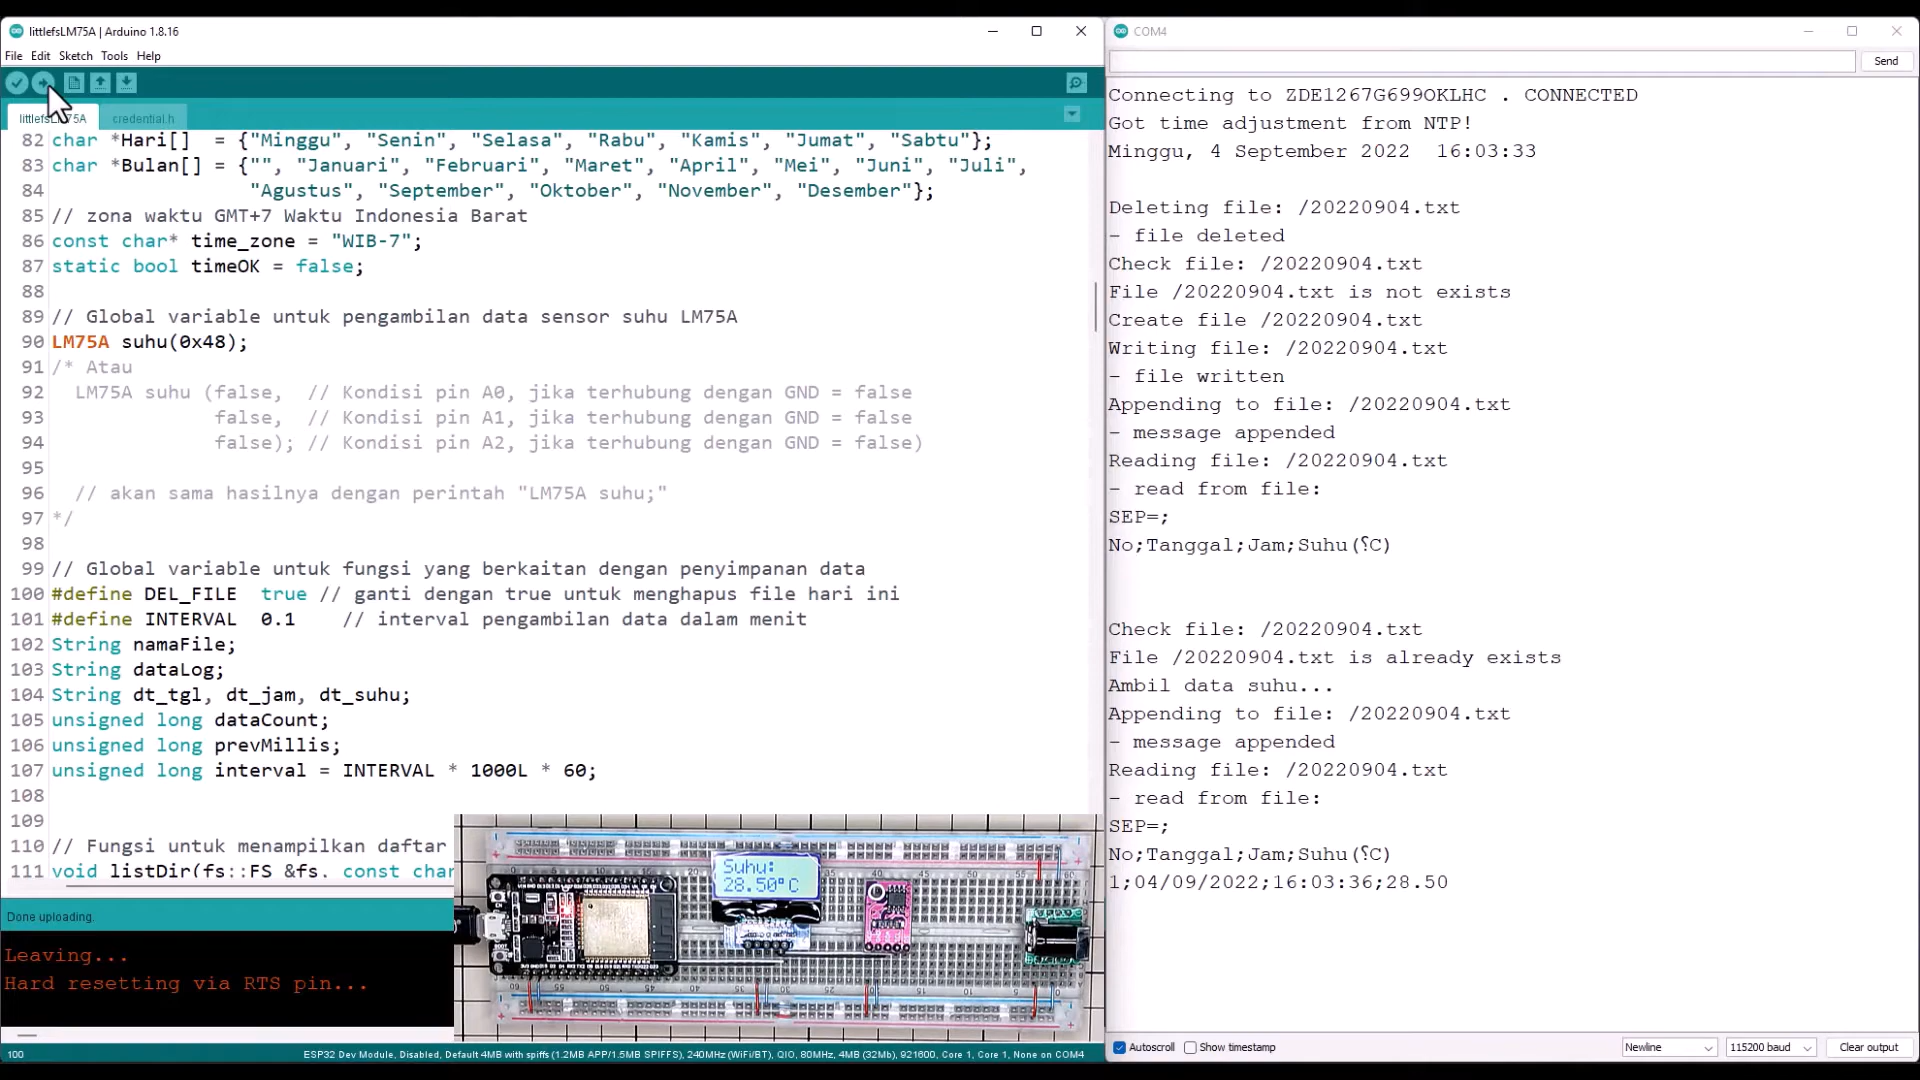 littlefsLM75A | Arduino 1.8.16
File Edit Sketch Tools Help
credential.h
82 char *Hari[]  = {"Minggu", "Senin", "Selasa", "Rabu", "Kamis", "Jumat", "Sabtu"};
83 char *Bulan[] = {"", "Januari", "Februari", "Maret", "April", "Mei", "Juni", "Juli",
84                  "Agustus", "September", "Oktober", "November", "Desember"};
85 // zona waktu GMT+7 Waktu Indonesia Barat
86 const char* time_zone = "WIB-7";
87 static bool timeOK = false;
88
89 // Global variable untuk pengambilan data sensor suhu LM75A
90 LM75A suhu(0x48);
91 /* Atau
92   LM75A suhu (false,  // Kondisi pin A0, jika terhubung dengan GND = false
93               false,  // Kondisi pin A1, jika terhubung dengan GND = false
94               false); // Kondisi pin A2, jika terhubung dengan GND = false)
95
96   // akan sama hasilnya dengan perintah "LM75A suhu;"
97 */
98
99 // Global variable untuk fungsi yang berkaitan dengan penyimpanan data
100 #define DEL_FILE  true // ganti dengan true untuk menghapus file hari ini
101 #define INTERVAL  0.1    // interval pengambilan data dalam menit
102 String namaFile;
103 String dataLog;
104 String dt_tgl, dt_jam, dt_suhu;
105 unsigned long dataCount;
106 unsigned long prevMillis;
107 unsigned long interval = INTERVAL * 1000L * 60;
108
109
110 // Fungsi untuk menampilkan daftar
111 void listDir(fs::FS &fs. const char
Done uploading.
Leaving...
Hard resetting via RTS pin...
Suhu:
28.50°C
100
ESP32 Dev Module, Disabled, Default 4MB with spiffs (1.2MB APP/1.5MB SPIFFS), 240MHz (WiFi/BT), QIO, 80MHz, 4MB (32Mb), 921600, Core 1, Core 1, None on COM4
COM4
Send
Connecting to ZDE1267G699OKLHC . CONNECTED
Got time adjustment from NTP!
Minggu, 4 September 2022  16:03:33
Deleting file: /20220904.txt
- file deleted
Check file: /20220904.txt
File /20220904.txt is not exists
Create file /20220904.txt
Writing file: /20220904.txt
- file written
Appending to file: /20220904.txt
- message appended
Reading file: /20220904.txt
- read from file:
SEP=;
No;Tanggal;Jam;Suhu(⸮C)
Check file: /20220904.txt
File /20220904.txt is already exists
Ambil data suhu...
Appending to file: /20220904.txt
- message appended
Reading file: /20220904.txt
- read from file:
SEP=;
No;Tanggal;Jam;Suhu(⸮C)
1;04/09/2022;16:03:36;28.50
Autoscroll Show timestamp Newline 115200 baud Clear output